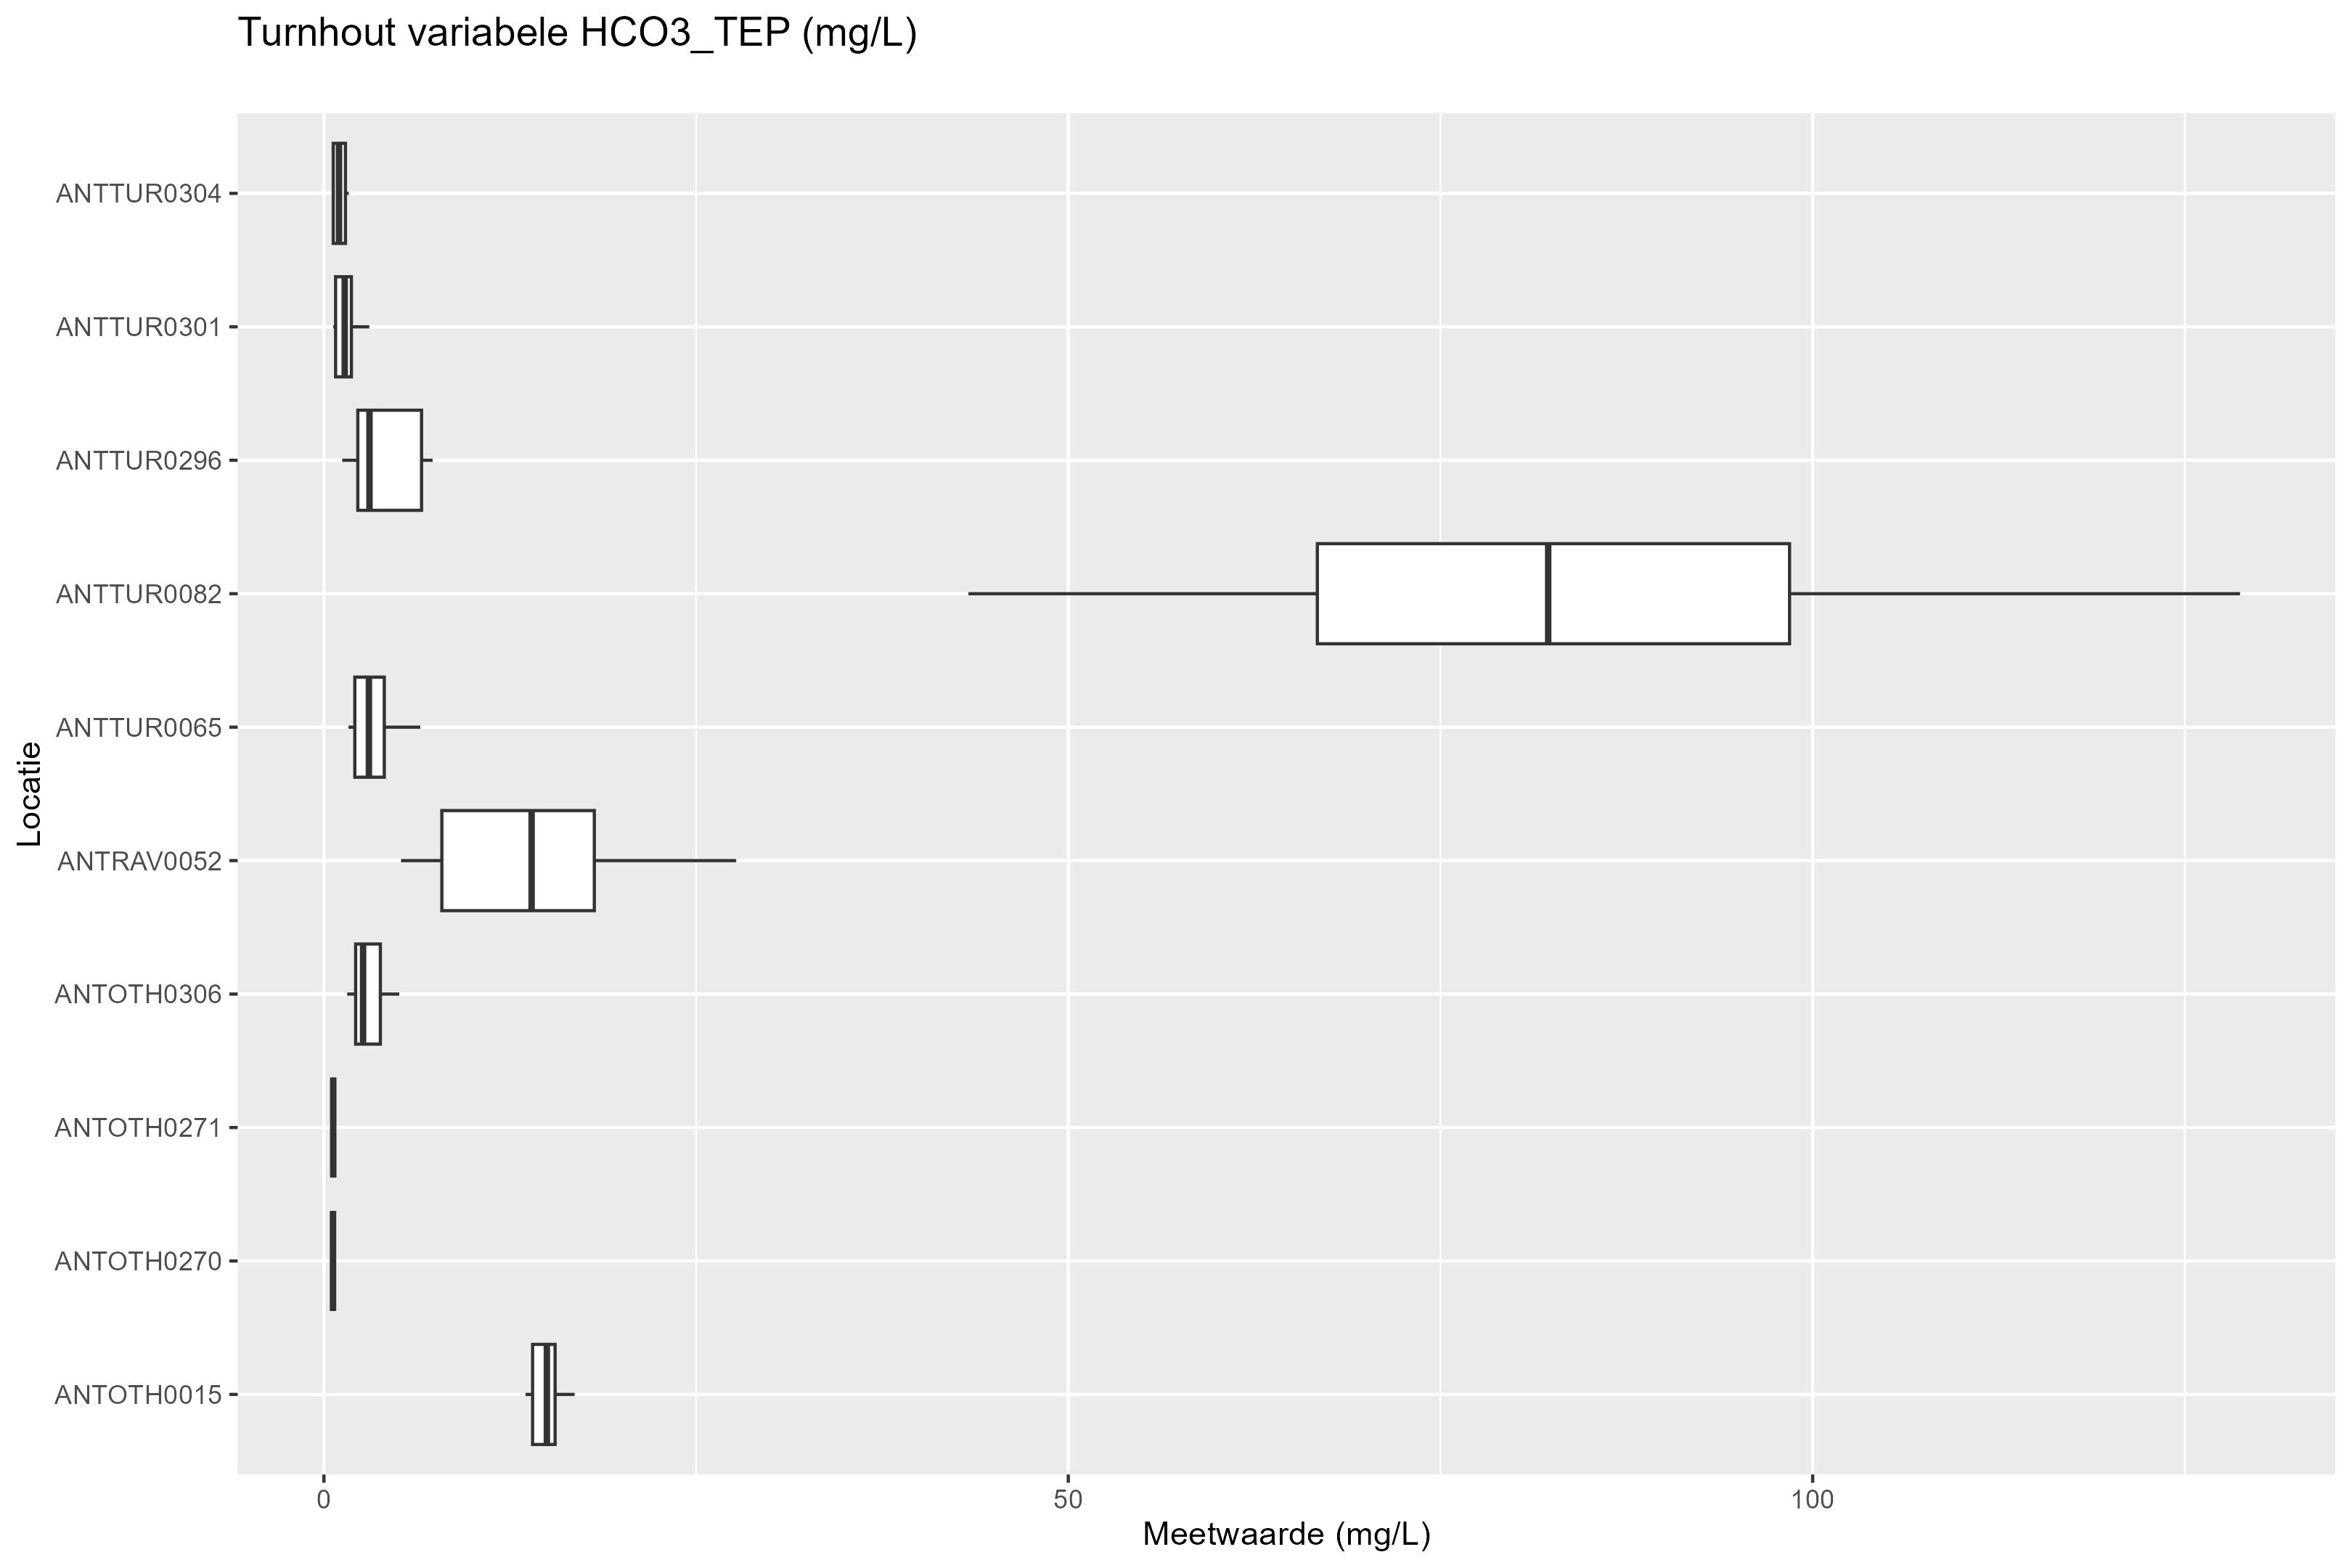 Turnhout variabele HCO3_TEP (mg/L)
Locatie
ANTTUR0304
ANTTUR0301
ANTTUR0296
ANTTUR0082
ANTTUR0065
ANTRAV0052
ANTOTH0306
ANTOTH0271
ANTOTH0270
ANTOTH0015
0 50 100
Meetwaarde (mg/L)